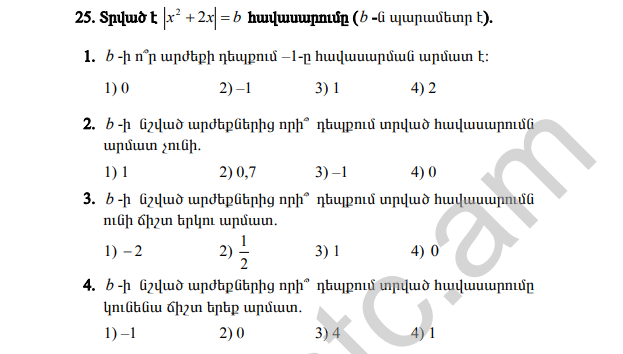 25. Տրված է |x² + 2x| = b հավասարումը (b -ն պարամետր է).
1. b -ի ո՞ր արժեքի դեպքում –1-ը հավասարման արմատ է:
1) 0 2) –1 3) 1 4) 2
2. b -ի նշված արժեքներից որի՞ դեպքում տրված հավասարումն
արմատ չունի.
1) 1 2) 0,7 3) –1 4) 0
3. b -ի նշված արժեքներից որի՞ դեպքում տրված հավասարումն
ունի ճիշտ երկու արմատ.
1) – 2 2) 1/2 3) 1 4) 0
4. b -ի նշված արժեքներից որի՞ դեպքում տրված հավասարումը
կունենա ճիշտ երեք արմատ.
1) –1 2) 0 3) 4 4) 1
tc.am